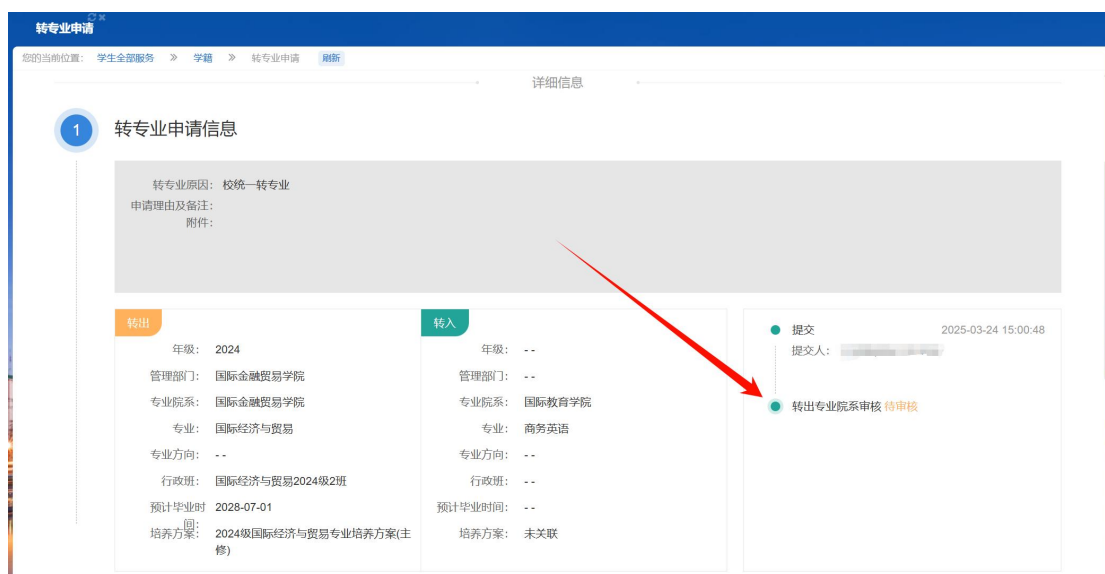 转专业申请
您的当前位置： 学生全部服务 » 学籍 » 转专业申请 刷新
详细信息
1 转专业申请信息
转专业原因： 校统一转专业
申请理由及备注：
附件：
转出
年级： 2024
管理部门： 国际金融贸易学院
专业院系： 国际金融贸易学院
专业： 国际经济与贸易
专业方向： --
行政班： 国际经济与贸易2024级2班
预计毕业时间： 2028-07-01
培养方案： 2024级国际经济与贸易专业培养方案(主
修)
转入
年级： --
管理部门： --
专业院系： 国际教育学院
专业： 商务英语
专业方向： --
行政班： --
预计毕业时间： --
培养方案： 未关联
提交 2025-03-24 15:00:48
提交人：
转出专业院系审核 待审核